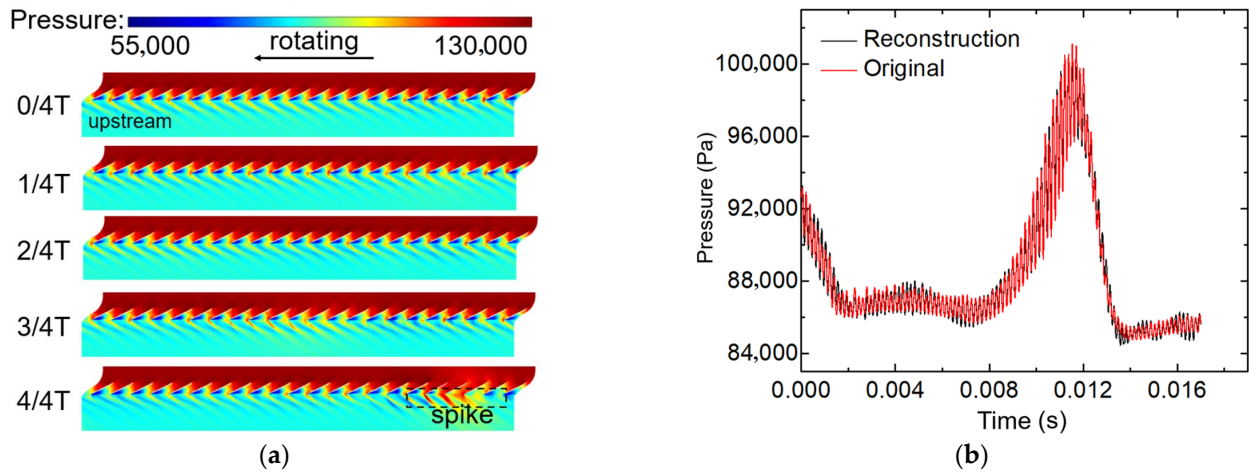 Pressure:
55,000 rotating 130,000
0/4T
upstream
1/4T
2/4T
3/4T
4/4T
spike
(a)
Reconstruction
Original
Pressure (Pa)
100,000
96,000
92,000
88,000
84,000
0.000 0.004 0.008 0.012 0.016
Time (s)
(b)